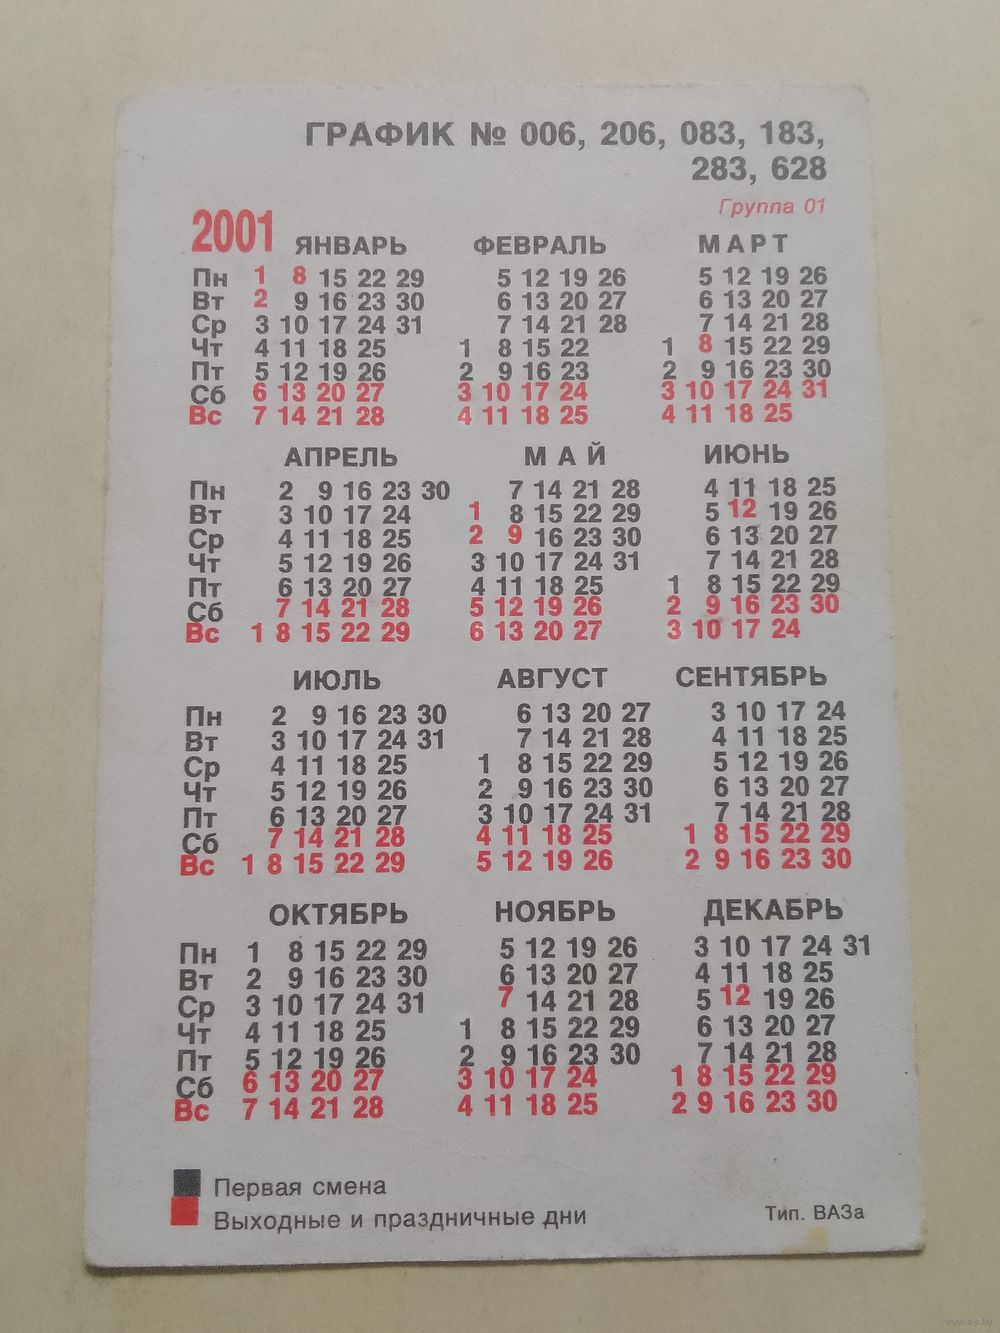 ГРАФИК № 006, 206, 083, 183,
283, 628
Группа 01
2001 ЯНВАРЬ ФЕВРАЛЬ МАРТ
Пн 1 8 15 22 29 5 12 19 26 5 12 19 26
Вт 2 9 16 23 30 6 13 20 27 6 13 20 27
Ср 3 10 17 24 31 7 14 21 28 7 14 21 28
Чт 4 11 18 25 1 8 15 22 1 8 15 22 29
Пт 5 12 19 26 2 9 16 23 2 9 16 23 30
Сб 6 13 20 27 3 10 17 24 3 10 17 24 31
Вс 7 14 21 28 4 11 18 25 4 11 18 25
АПРЕЛЬ МАЙ ИЮНЬ
Пн 2 9 16 23 30 7 14 21 28 4 11 18 25
Вт 3 10 17 24 1 8 15 22 29 5 12 19 26
Ср 4 11 18 25 2 9 16 23 30 6 13 20 27
Чт 5 12 19 26 3 10 17 24 31 7 14 21 28
Пт 6 13 20 27 4 11 18 25 1 8 15 22 29
Сб 7 14 21 28 5 12 19 26 2 9 16 23 30
Вс 1 8 15 22 29 6 13 20 27 3 10 17 24
ИЮЛЬ АВГУСТ СЕНТЯБРЬ
Пн 2 9 16 23 30 6 13 20 27 3 10 17 24
Вт 3 10 17 24 31 7 14 21 28 4 11 18 25
Ср 4 11 18 25 1 8 15 22 29 5 12 19 26
Чт 5 12 19 26 2 9 16 23 30 6 13 20 27
Пт 6 13 20 27 3 10 17 24 31 7 14 21 28
Сб 7 14 21 28 4 11 18 25 1 8 15 22 29
Вс 1 8 15 22 29 5 12 19 26 2 9 16 23 30
ОКТЯБРЬ НОЯБРЬ ДЕКАБРЬ
Пн 1 8 15 22 29 5 12 19 26 3 10 17 24 31
Вт 2 9 16 23 30 6 13 20 27 4 11 18 25
Ср 3 10 17 24 31 7 14 21 28 5 12 19 26
Чт 4 11 18 25 1 8 15 22 29 6 13 20 27
Пт 5 12 19 26 2 9 16 23 30 7 14 21 28
Сб 6 13 20 27 3 10 17 24 1 8 15 22 29
Вс 7 14 21 28 4 11 18 25 2 9 16 23 30
Первая смена
Выходные и праздничные дни Тип. ВАЗа
www.ay.by